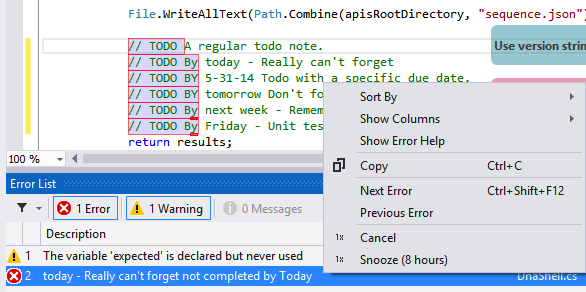 File.WriteAllText(Path.Combine(apisRootDirectory, "sequence.json")
// TODO A regular todo note.
Use version strin
// TODO By today - Really can't forget
// TODO BY 5-31-14 Todo with a specific due date.
// TODO BY tomorrow Don't fo
// TODO By next week - Remem
// TODO By Friday - Unit tes
return results;
Sort By
Show Columns
Show Error Help
Copy Ctrl+C
Next Error Ctrl+Shift+F12
Previous Error
1x Cancel
1x Snooze (8 hours)
100 %
Error List
1 Error 1 Warning 0 Messages
Description
1 The variable 'expected' is declared but never used
2 today - Really can't forget not completed by Today DnaShell.cs